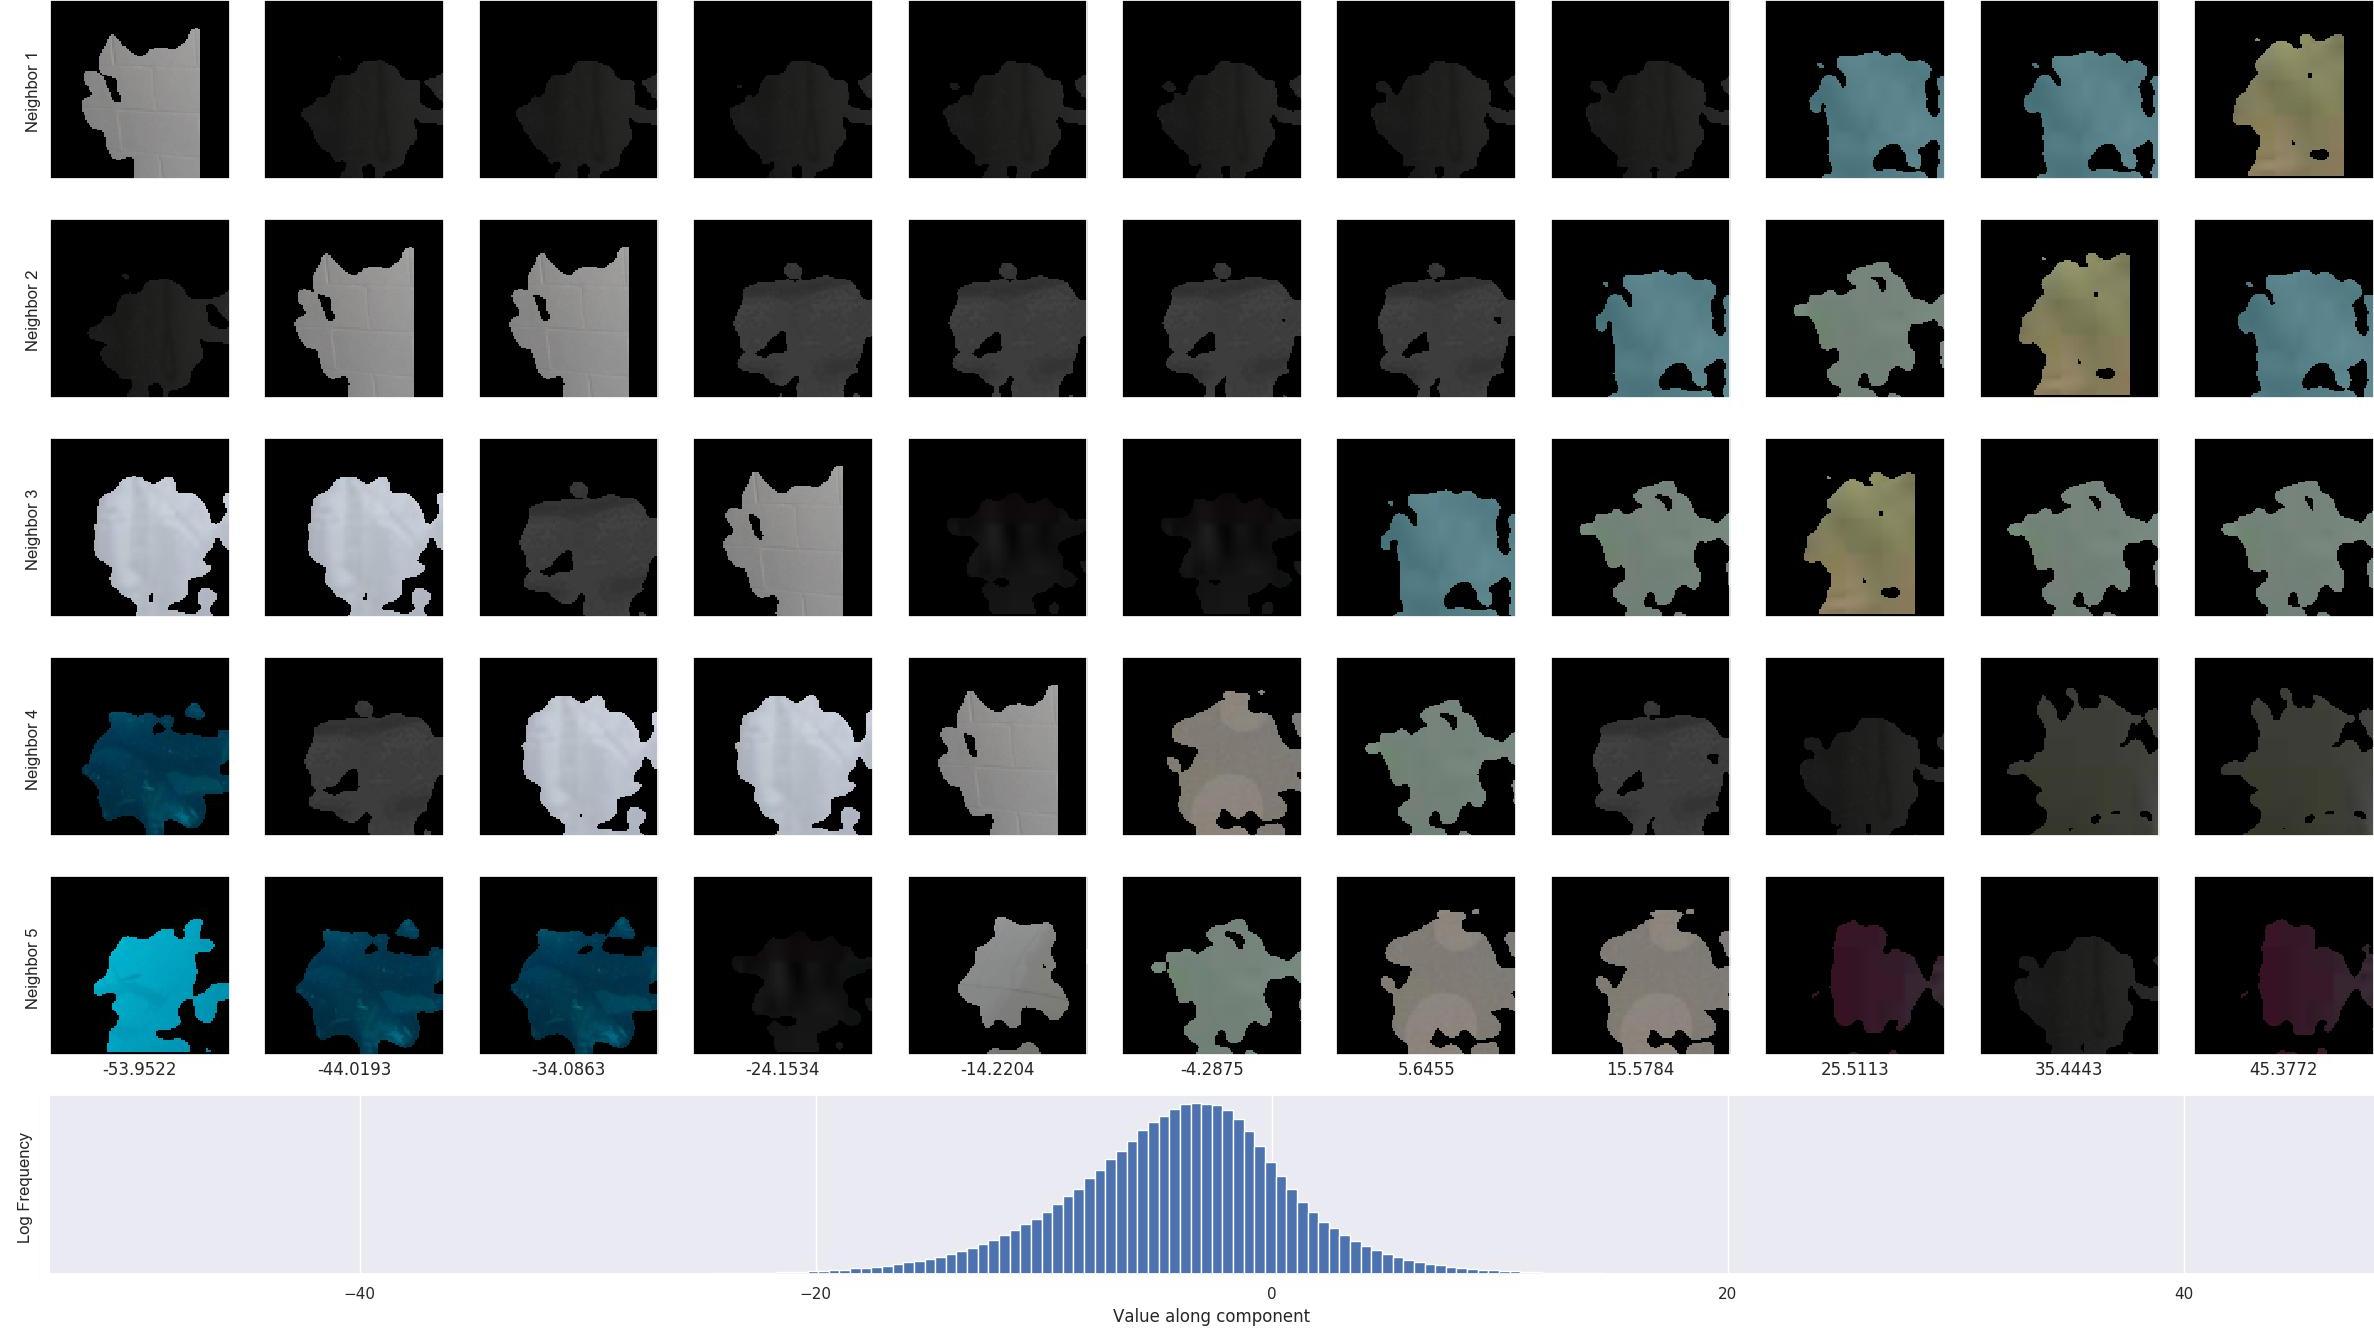 Neighbor 1
Neighbor 2
Neighbor 3
Neighbor 4
Neighbor 5
-53.9522 -44.0193 -34.0863 -24.1534 -14.2204 -4.2875 5.6455 15.5784 25.5113 35.4443 45.3772
Log Frequency
−40 −20 0 20 40
Value along component